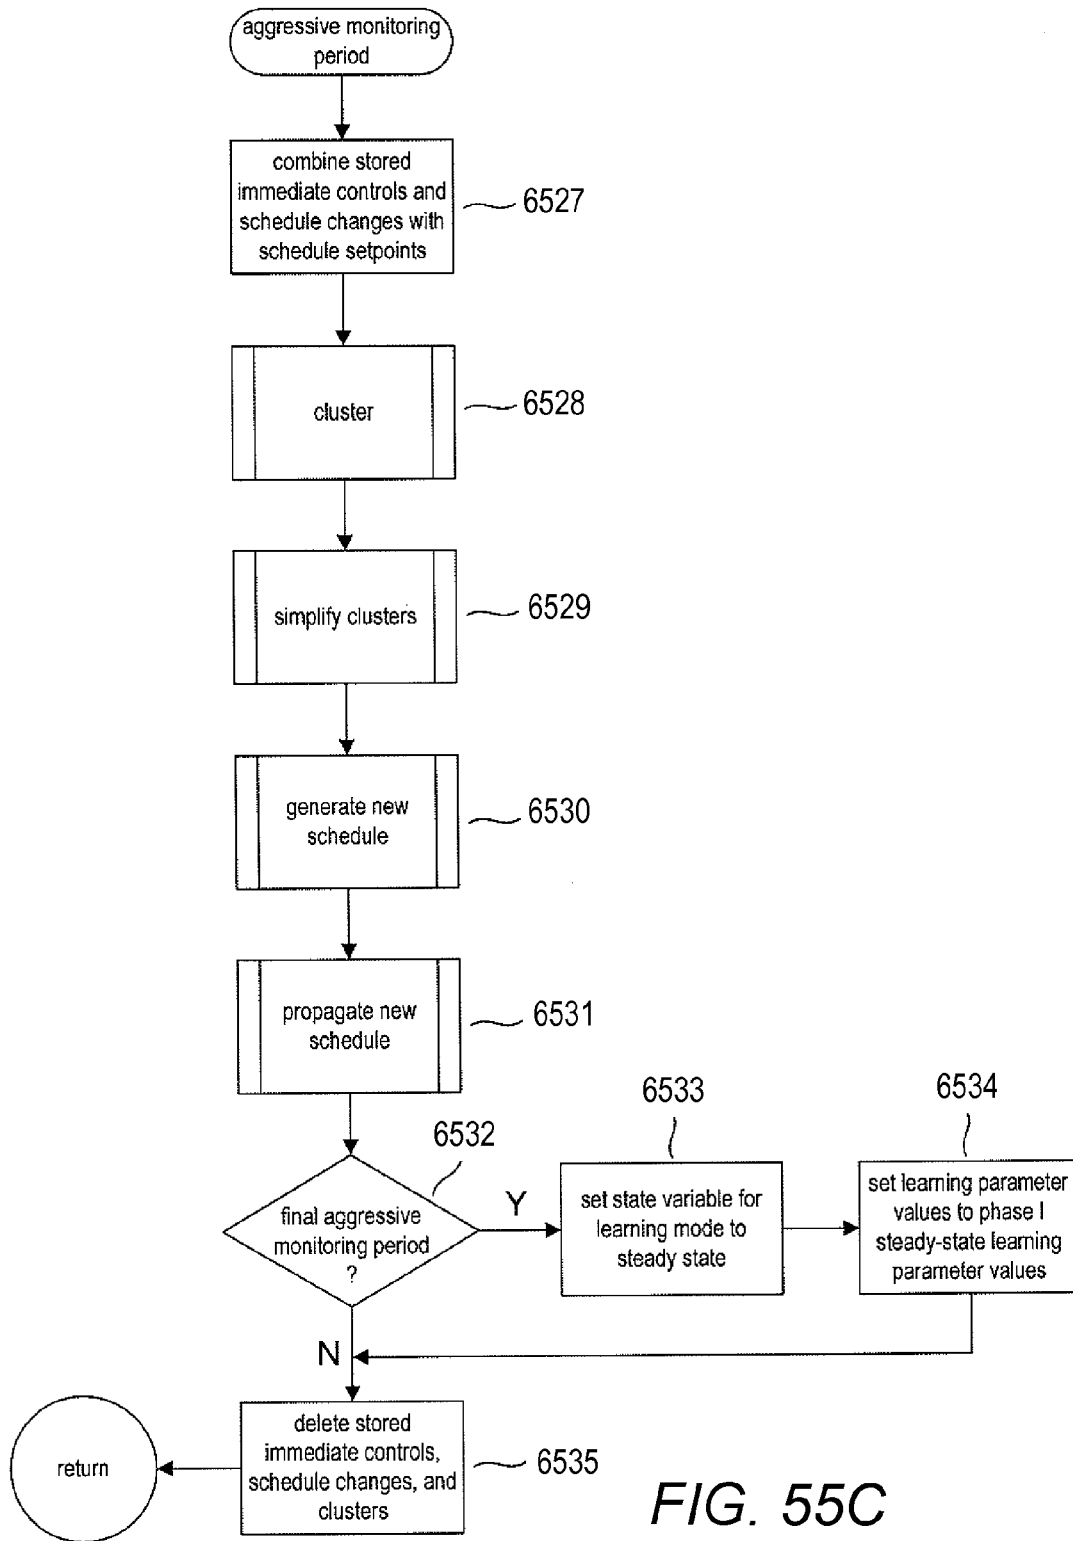 aggressive monitoring
period
combine stored
immediate controls and
schedule changes with
schedule setpoints
6527
cluster
6528
simplify clusters
6529
generate new
schedule
6530
propagate new
schedule
6531
final aggressive
monitoring period
?
6532
Y
set state variable for
learning mode to
steady state
6533
set learning parameter
values to phase I
steady-state learning
parameter values
6534
N
delete stored
immediate controls,
schedule changes, and
clusters
6535
return
FIG. 55C